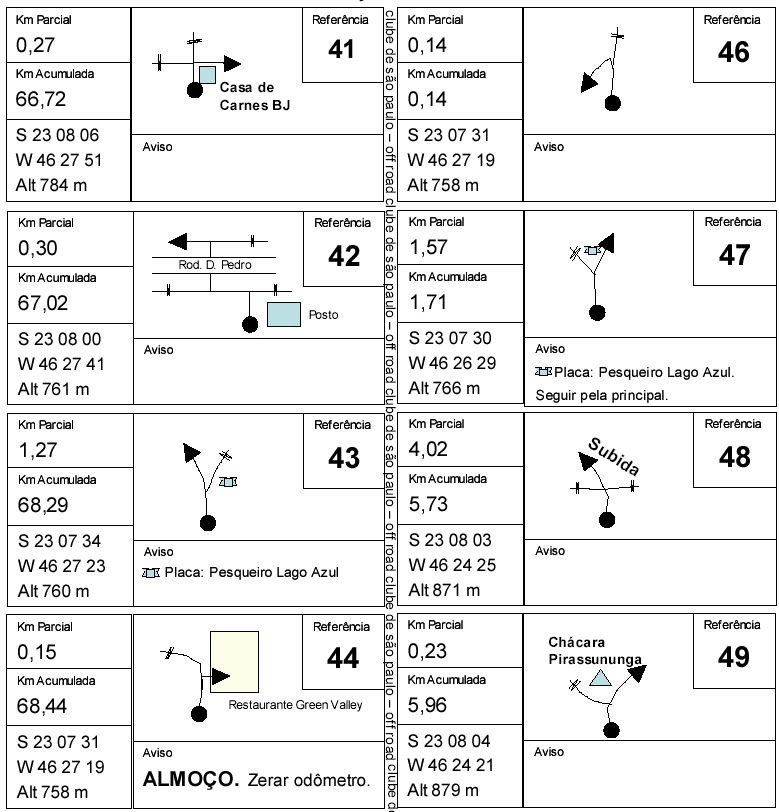 Km Parcial
0,27
Km Acumulada
66,72
S 23 08 06
W 46 27 51
Alt 784 m
Casa de
Carnes BJ
Referência
41
Aviso
Km Parcial
0,30
Km Acumulada
67,02
S 23 08 00
W 46 27 41
Alt 761 m
Rod. D. Pedro
Posto
Referência
42
Aviso
Km Parcial
1,27
Km Acumulada
68,29
S 23 07 34
W 46 27 23
Alt 760 m
Referência
43
Aviso
Placa: Pesqueiro Lago Azul
Km Parcial
0,15
Km Acumulada
68,44
S 23 07 31
W 46 27 19
Alt 758 m
Referência
44
Restaurante Green Valley
Aviso
ALMOÇO. Zerar odômetro.
clube de são paulo – off road clube de são paulo – off road clube de são paulo – off road clube de são paulo – off road clube de são paulo – off road clube d
Km Parcial
0,14
Km Acumulada
0,14
S 23 07 31
W 46 27 19
Alt 758 m
Referência
46
Aviso
Km Parcial
1,57
Km Acumulada
1,71
S 23 07 30
W 46 26 29
Alt 766 m
Referência
47
Aviso
Placa: Pesqueiro Lago Azul.
Seguir pela principal.
Km Parcial
4,02
Km Acumulada
5,73
S 23 08 03
W 46 24 25
Alt 871 m
Subida
Referência
48
Aviso
Km Parcial
0,23
Km Acumulada
5,96
S 23 08 04
W 46 24 21
Alt 879 m
Chácara
Pirassununga
Referência
49
Aviso